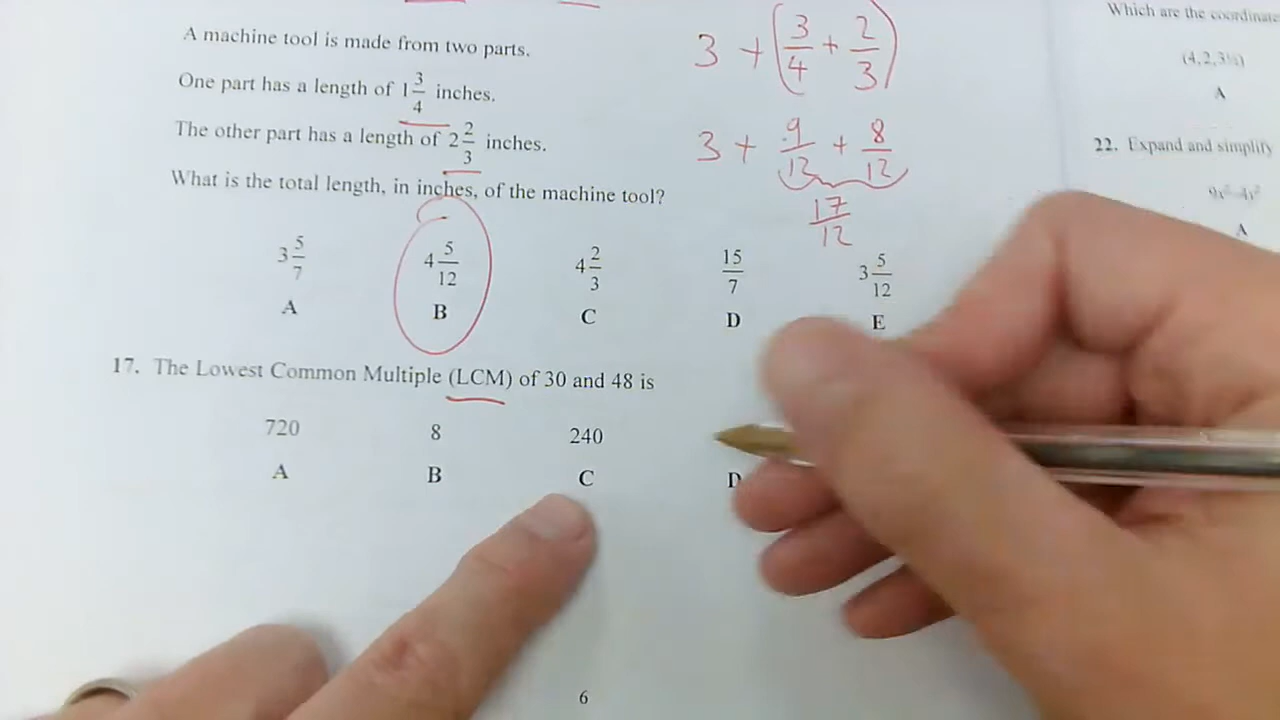 A machine tool is made from two parts.
3 + (3/4 + 2/3)
One part has a length of 1 3/4 inches.
The other part has a length of 2 2/3 inches.
3 + 9/12 + 8/12
What is the total length, in inches, of the machine tool?
17/12
3 5/7 4 5/12 4 2/3 15/7 3 5/12
A B C D E
17. The Lowest Common Multiple (LCM) of 30 and 48 is
720 8 240
A B C D
6
Which are the coordinate
A
22. Expand and simplify
A